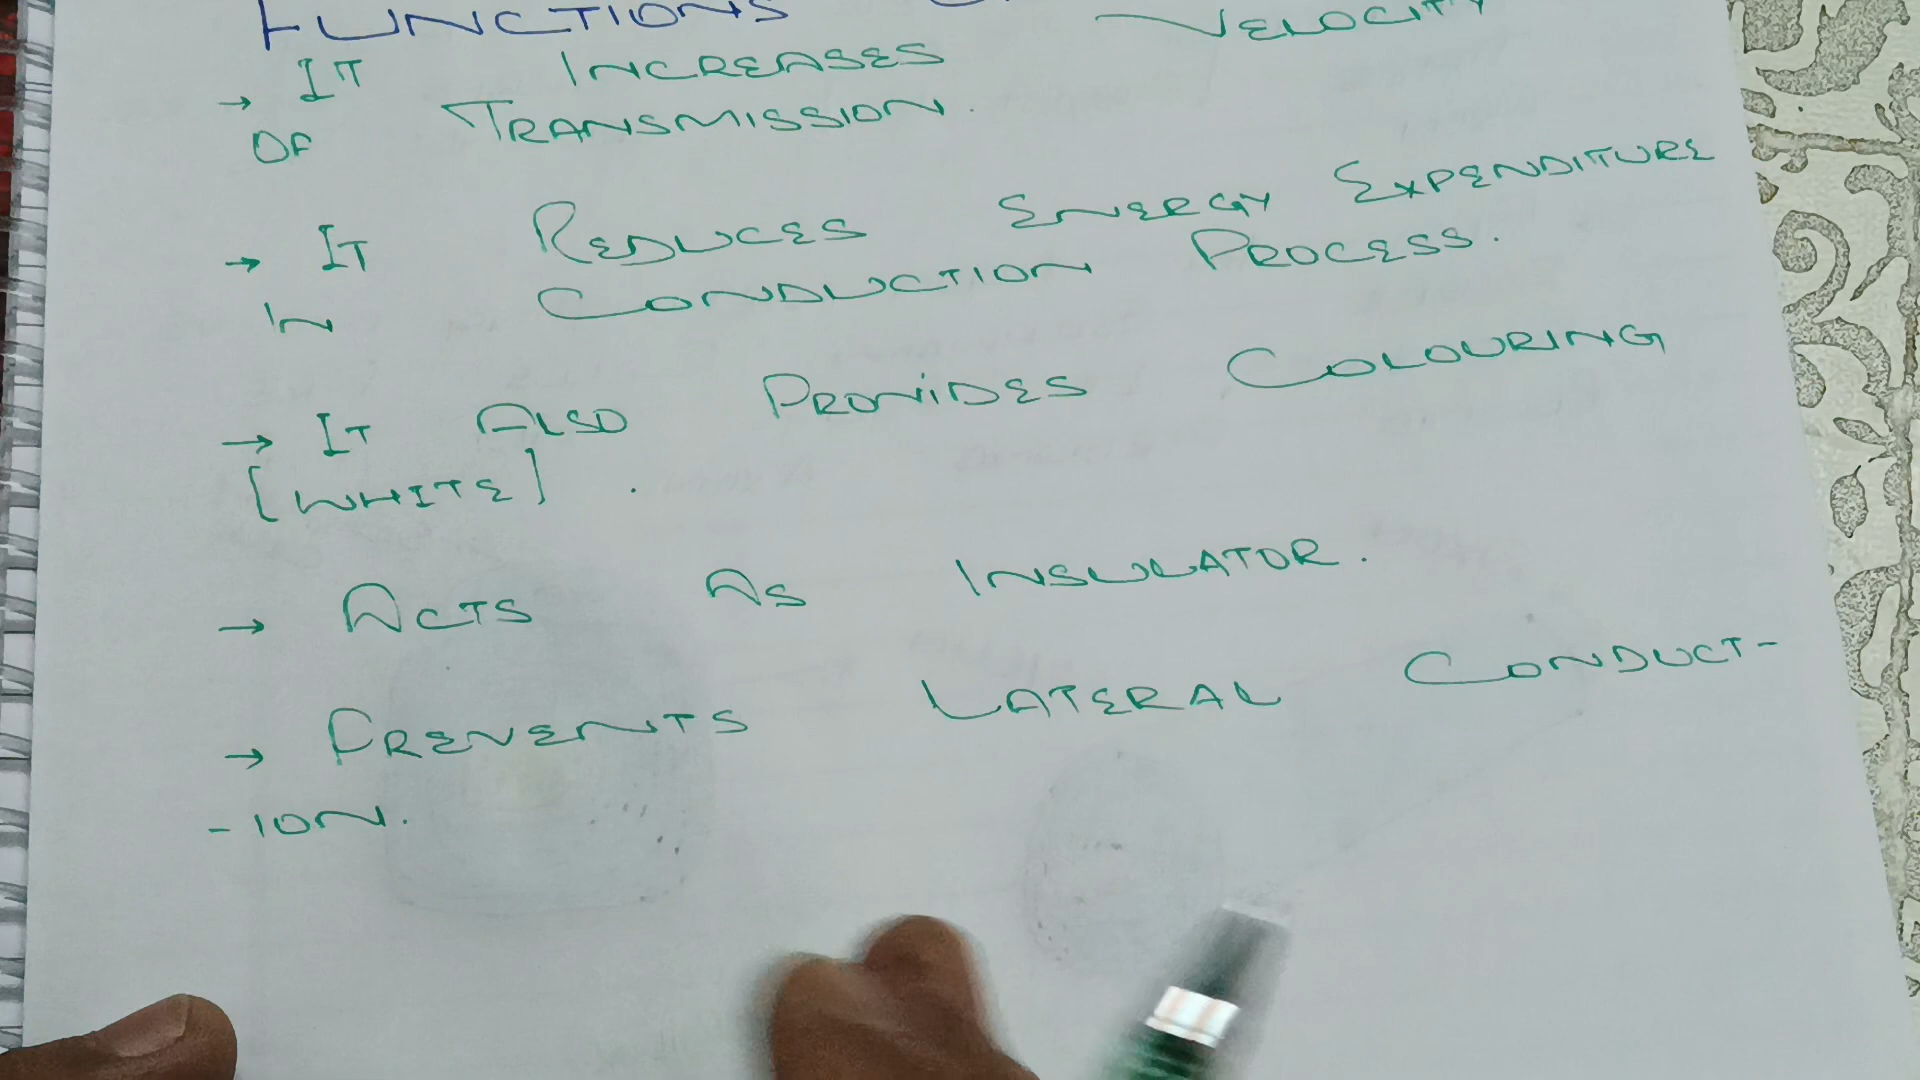 FUNCTIONS
→ IT INCREASES VELOCITY
OF TRANSMISSION.
→ IT REDUCES ENERGY EXPENDITURE
IN CONDUCTION PROCESS.
→ IT ALSO PROVIDES COLOURING
[WHITE].
→ ACTS AS INSULATOR.
→ PREVENTS LATERAL CONDUCT-
-ION.